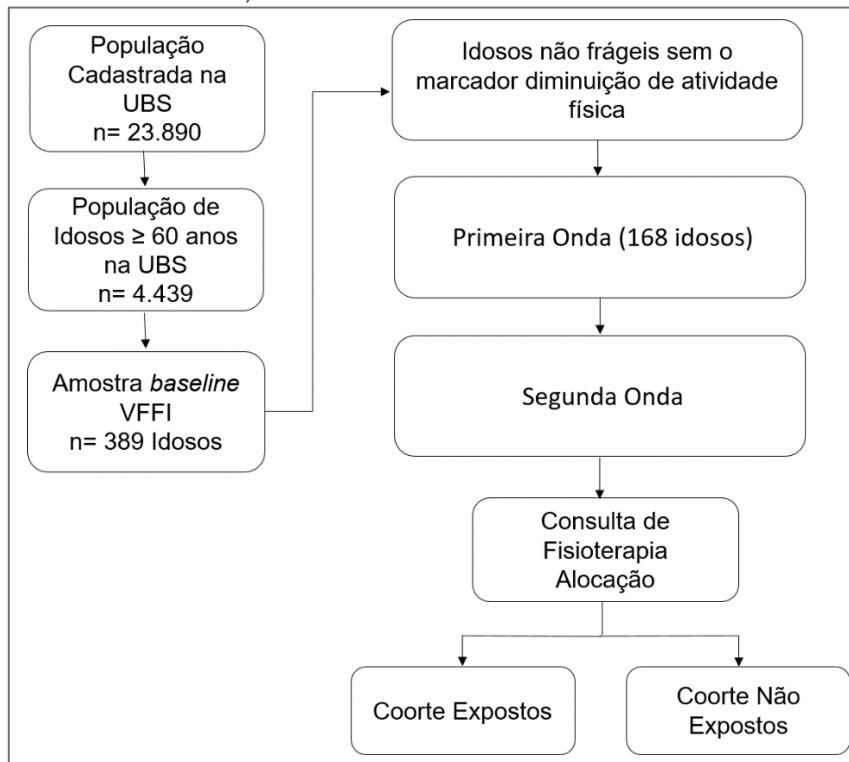 População
Cadastrada na
UBS
n= 23.890
População de
Idosos ≥ 60 anos
na UBS
n= 4.439
Amostra baseline
VFFI
n= 389 Idosos
Idosos não frágeis sem o
marcador diminuição de atividade
física
Primeira Onda (168 idosos)
Segunda Onda
Consulta de
Fisioterapia
Alocação
Coorte Expostos
Coorte Não
Expostos